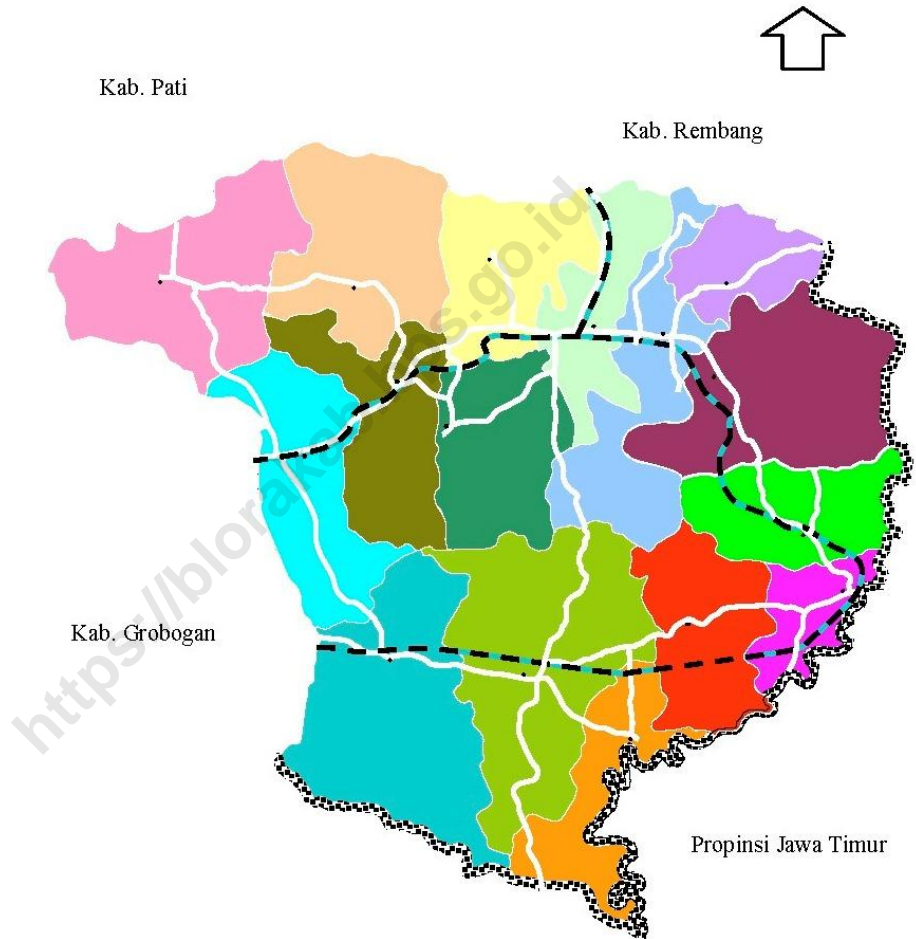 Kab. Pati
Kab. Rembang
https://blorakab.bps.go.id
Kab. Grobogan
Propinsi Jawa Timur